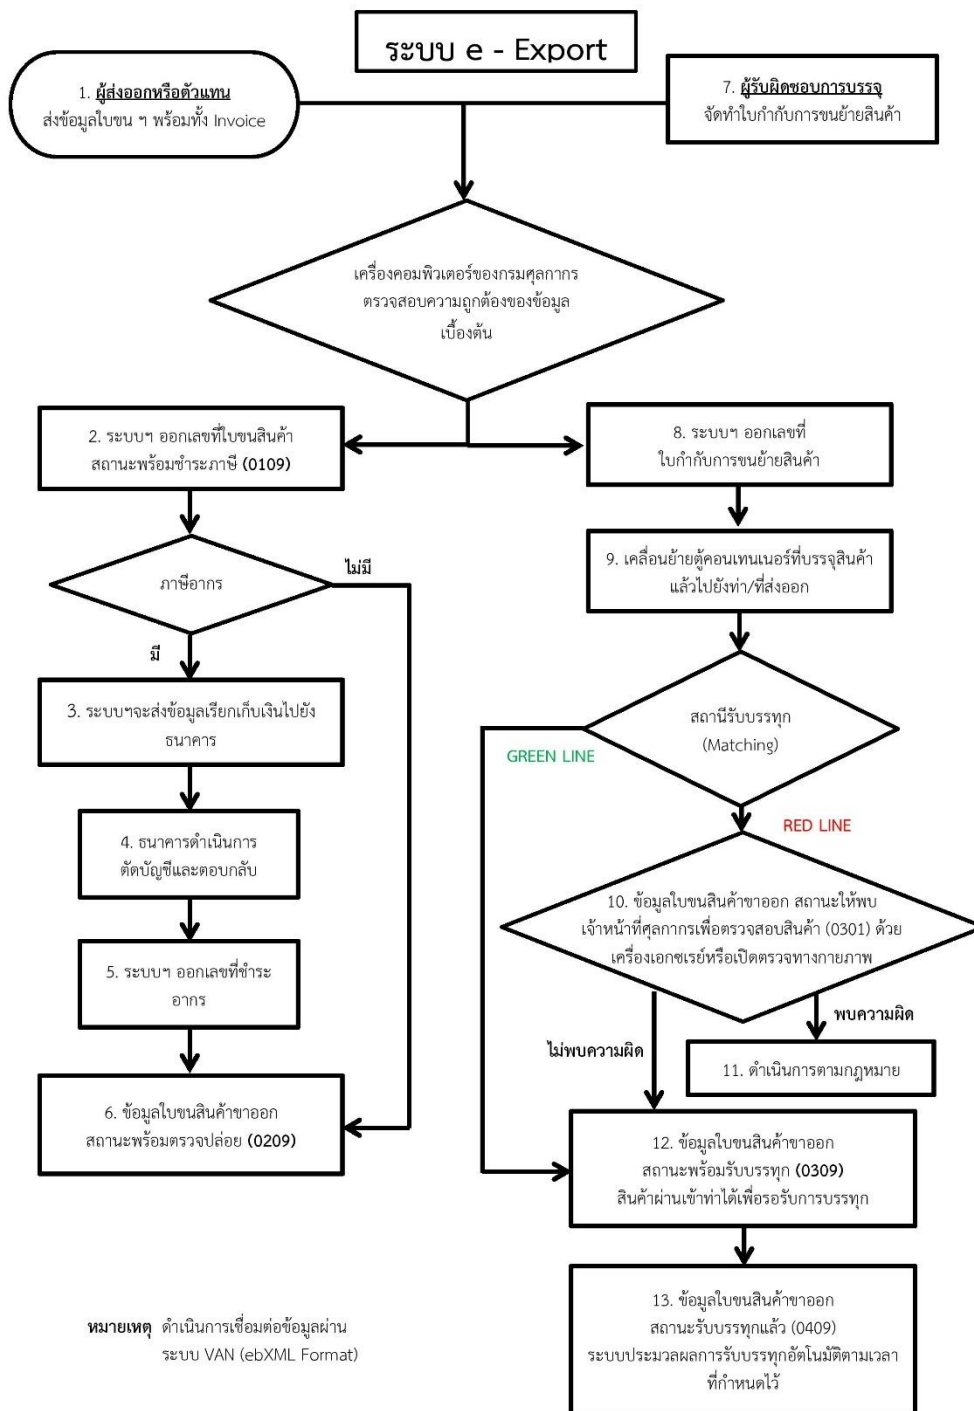 ระบบ e - Export
1. ผู้ส่งออกหรือตัวแทน
ส่งข้อมูลใบขน ฯ พร้อมทั้ง Invoice
7. ผู้รับผิดชอบการบรรจุ
จัดทำใบกำกับการขนย้ายสินค้า
เครื่องคอมพิวเตอร์ของกรมศุลกากร
ตรวจสอบความถูกต้องของข้อมูล
เบื้องต้น
2. ระบบฯ ออกเลขที่ใบขนสินค้า
สถานะพร้อมชำระภาษี (0109)
8. ระบบฯ ออกเลขที่
ใบกำกับการขนย้ายสินค้า
ภาษีอากร
ไม่มี
มี
9. เคลื่อนย้ายตู้คอนเทนเนอร์ที่บรรจุสินค้า
แล้วไปยังท่า/ที่ส่งออก
3. ระบบฯจะส่งข้อมูลเรียกเก็บเงินไปยัง
ธนาคาร
สถานีรับบรรทุก
(Matching)
GREEN LINE
RED LINE
4. ธนาคารดำเนินการ
ตัดบัญชีและตอบกลับ
10. ข้อมูลใบขนสินค้าขาออก สถานะให้พบ
เจ้าหน้าที่ศุลกากรเพื่อตรวจสอบสินค้า (0301) ด้วย
เครื่องเอกซเรย์หรือเปิดตรวจทางกายภาพ
5. ระบบฯ ออกเลขที่ชำระ
อากร
พบความผิด
ไม่พบความผิด
11. ดำเนินการตามกฎหมาย
6. ข้อมูลใบขนสินค้าขาออก
สถานะพร้อมตรวจปล่อย (0209)
12. ข้อมูลใบขนสินค้าขาออก
สถานะพร้อมรับบรรทุก (0309)
สินค้าผ่านเข้าท่าได้เพื่อรอรับการบรรทุก
13. ข้อมูลใบขนสินค้าขาออก
สถานะรับบรรทุกแล้ว (0409)
ระบบประมวลผลการรับบรรทุกอัตโนมัติตามเวลา
ที่กำหนดไว้
หมายเหตุ ดำเนินการเชื่อมต่อข้อมูลผ่าน
ระบบ VAN (ebXML Format)